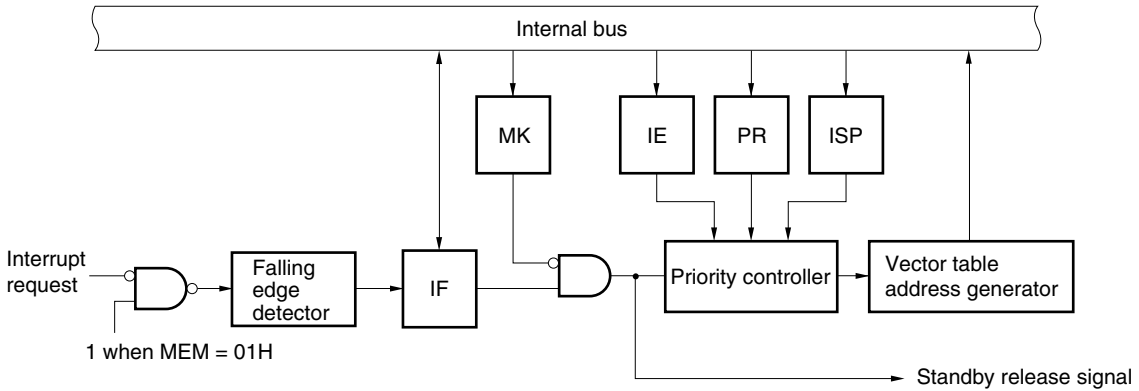 Internal bus
MK
IE
PR
ISP
Interrupt
request
Falling
edge
detector
IF
Priority controller
Vector table
address generator
1 when MEM = 01H
Standby release signal